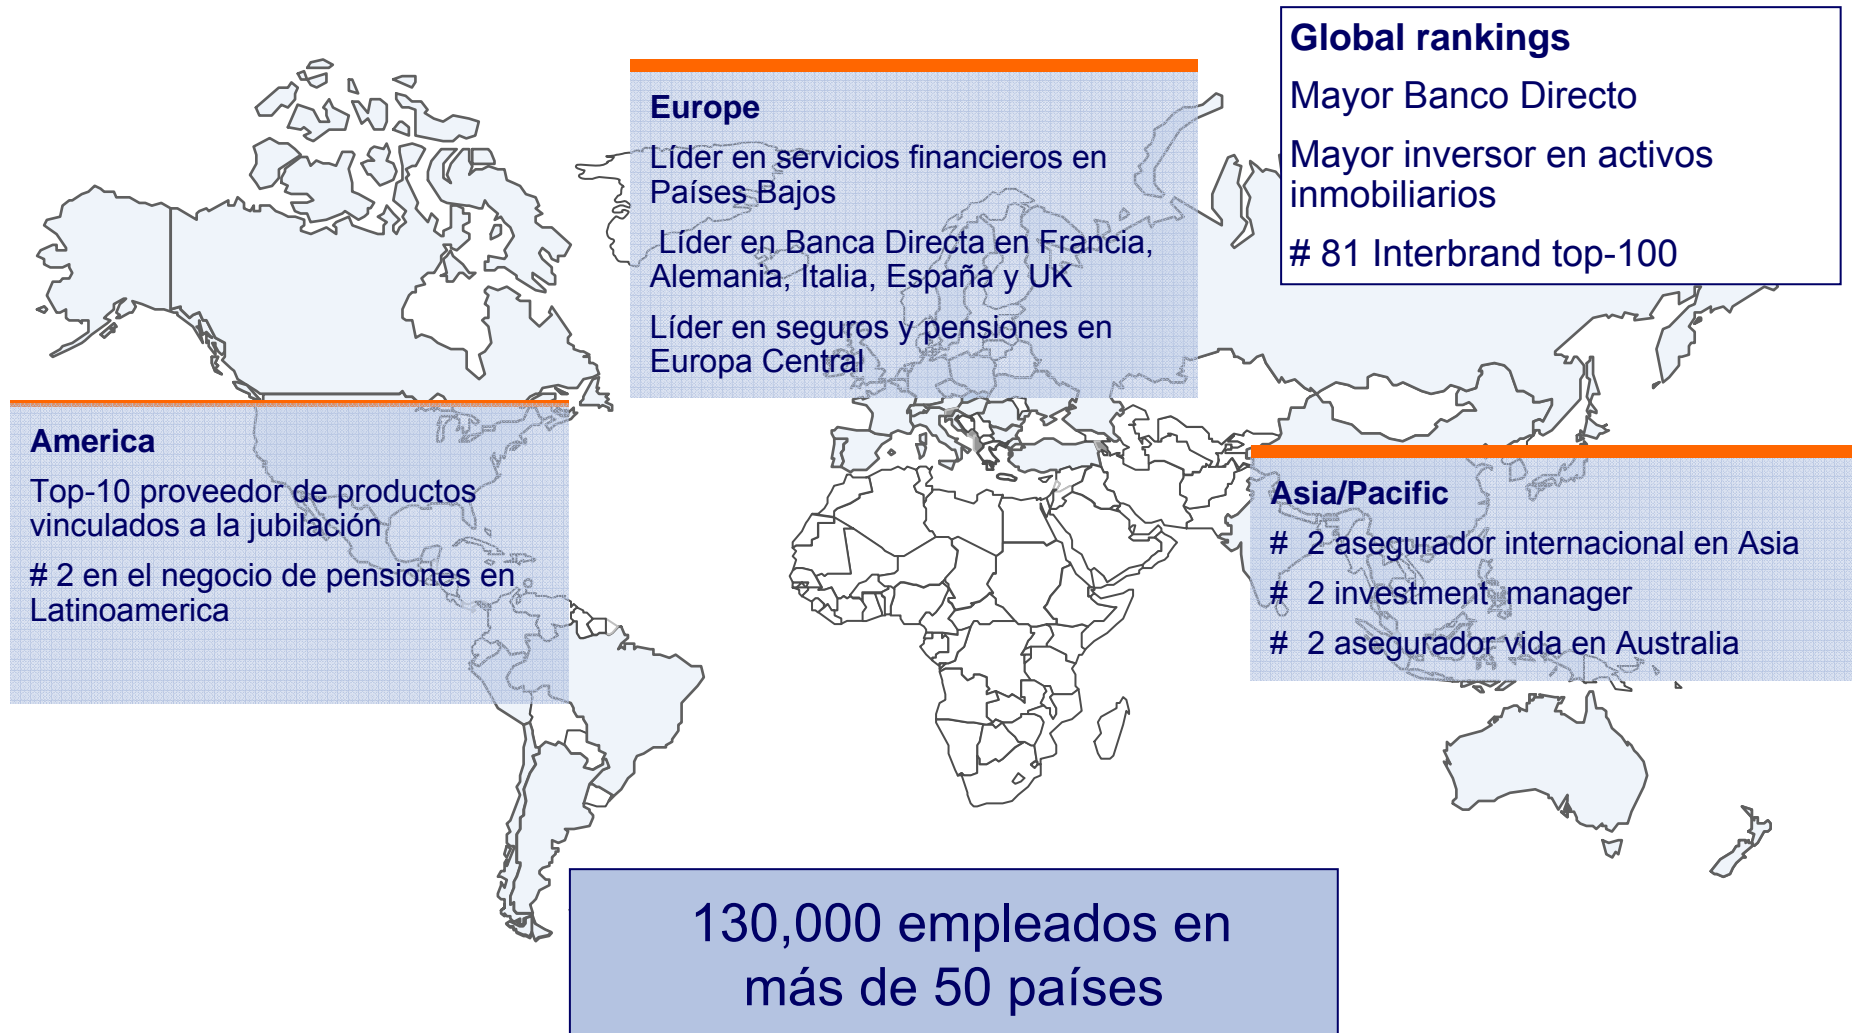 Global rankings
Mayor Banco Directo
Mayor inversor en activos
inmobiliarios
# 81 Interbrand top-100
Europe
Líder en servicios financieros en
Países Bajos
Líder en Banca Directa en Francia,
Alemania, Italia, España y UK
Líder en seguros y pensiones en
Europa Central
America
Top-10 proveedor de productos
vinculados a la jubilación
# 2 en el negocio de pensiones en
Latinoamerica
Asia/Pacific
# 2 asegurador internacional en Asia
# 2 investment manager
# 2 asegurador vida en Australia
130,000 empleados en
más de 50 países